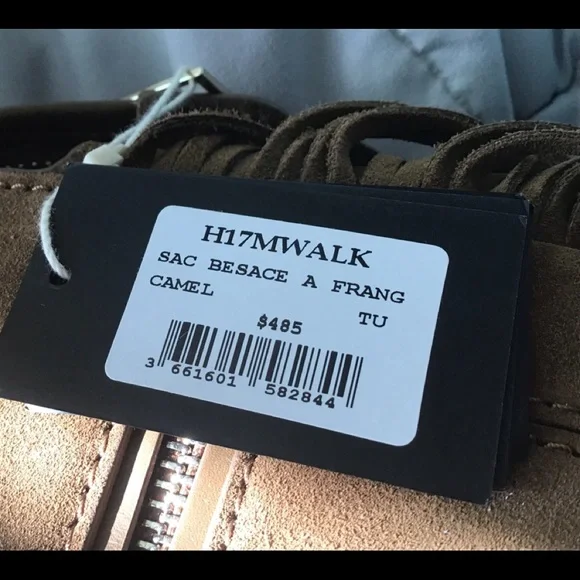 H17MWALK
SAC BESACE A FRANG
CAMEL
TU
$485
3 661601 582844